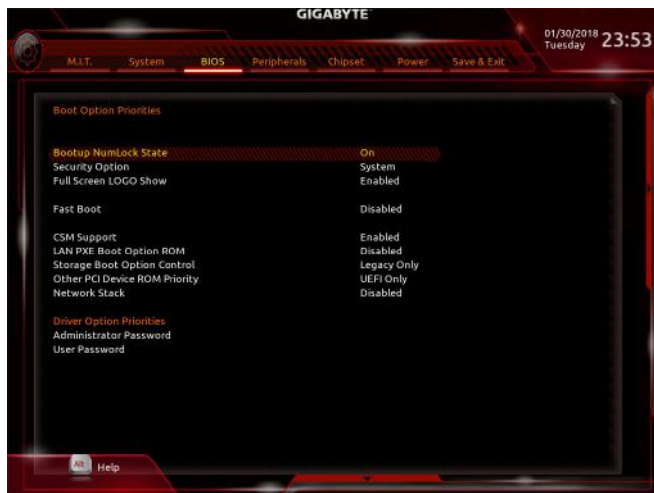 GIGABYTE
01/30/2018 23:53
Tuesday
M.I.T. System BIOS Peripherals Chipset Power Save & Exit
Boot Option Priorities
Bootup NumLock State On
Security Option System
Full Screen LOGO Show Enabled
Fast Boot Disabled
CSM Support Enabled
LAN PXE Boot Option ROM Disabled
Storage Boot Option Control Legacy Only
Other PCI Device ROM Priority UEFI Only
Network Stack Disabled
Driver Option Priorities
Administrator Password
User Password
Alt Help